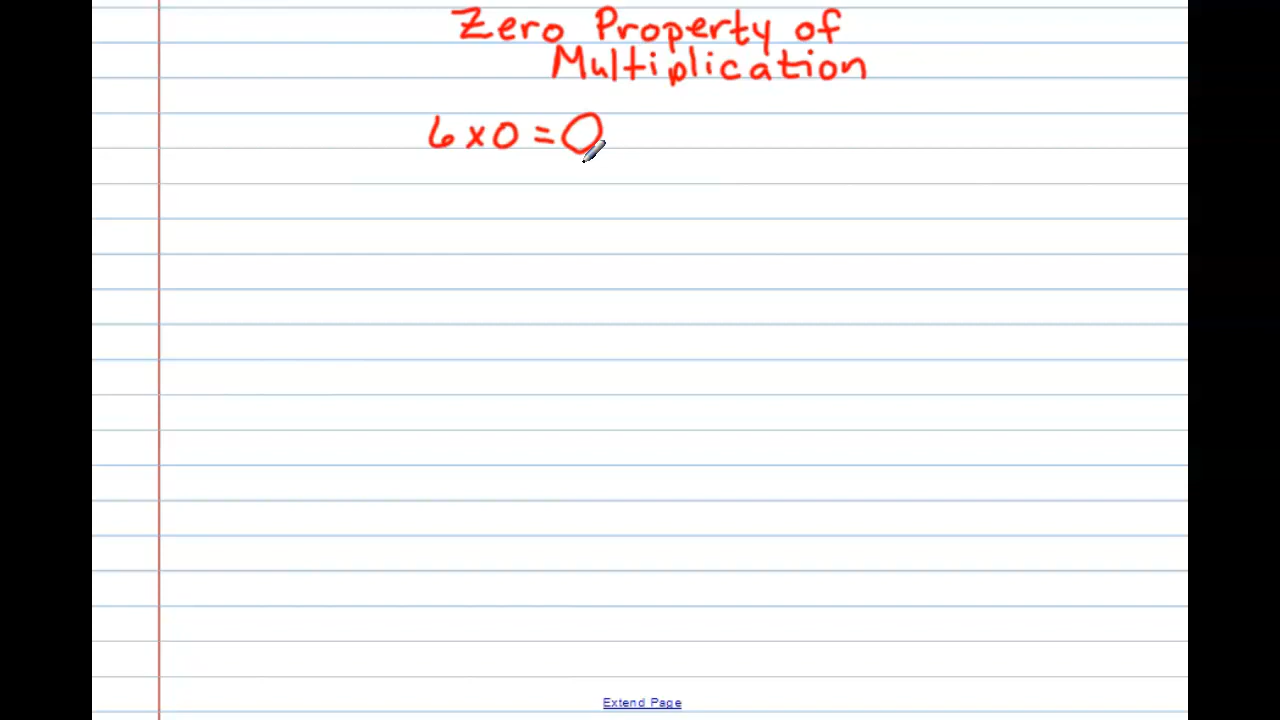 Zero Property of
Multiplication
6 x 0 = 0
Extend Page